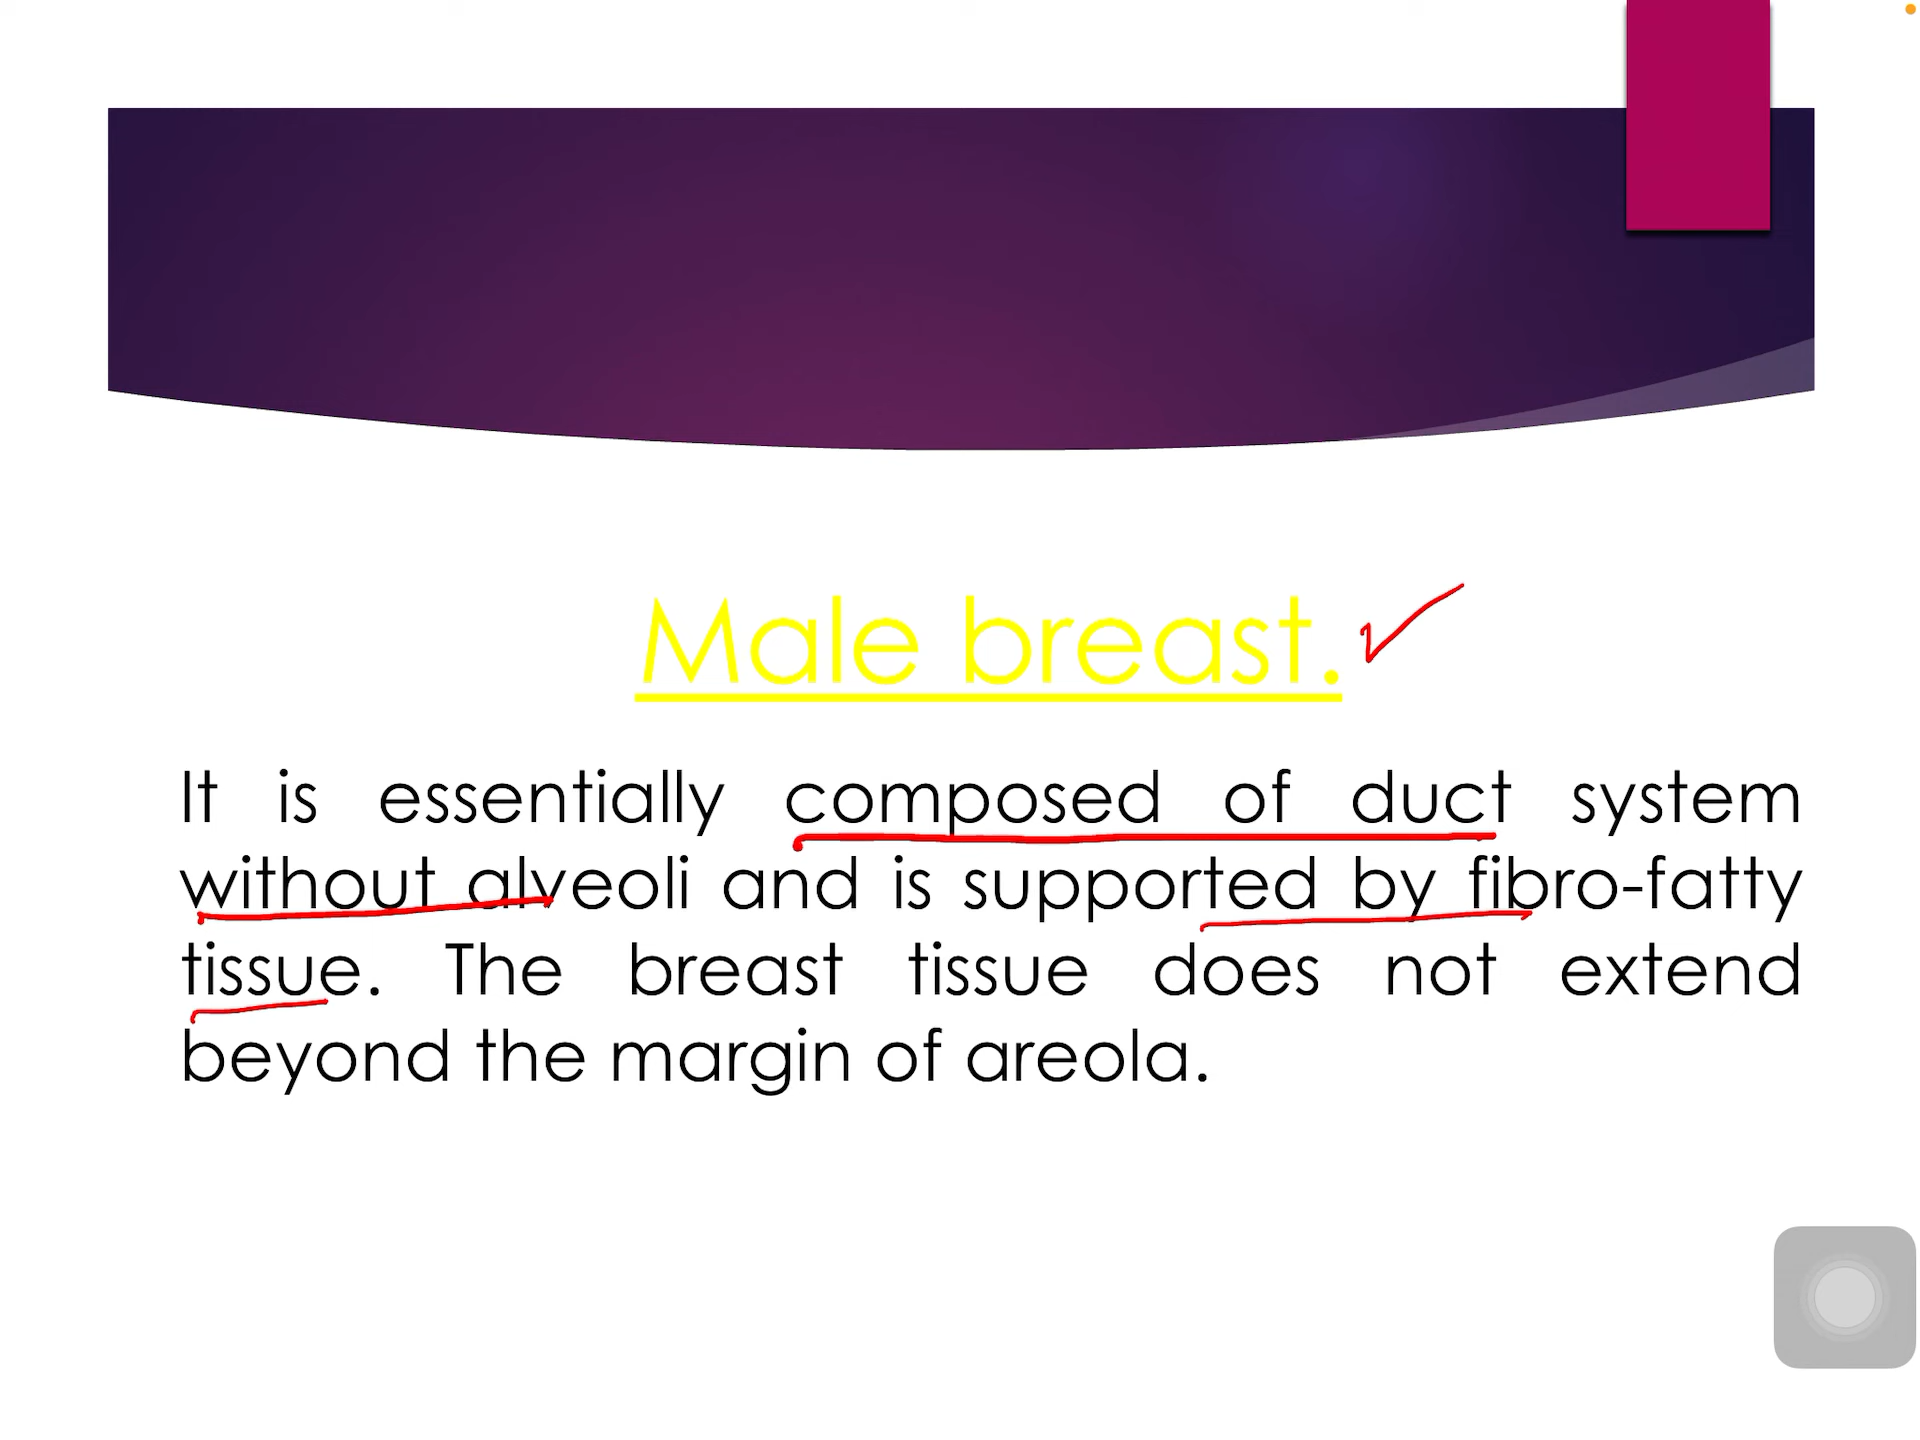 Male breast.
It is essentially composed of duct system
without alveoli and is supported by fibro-fatty
tissue. The breast tissue does not extend
beyond the margin of areola.